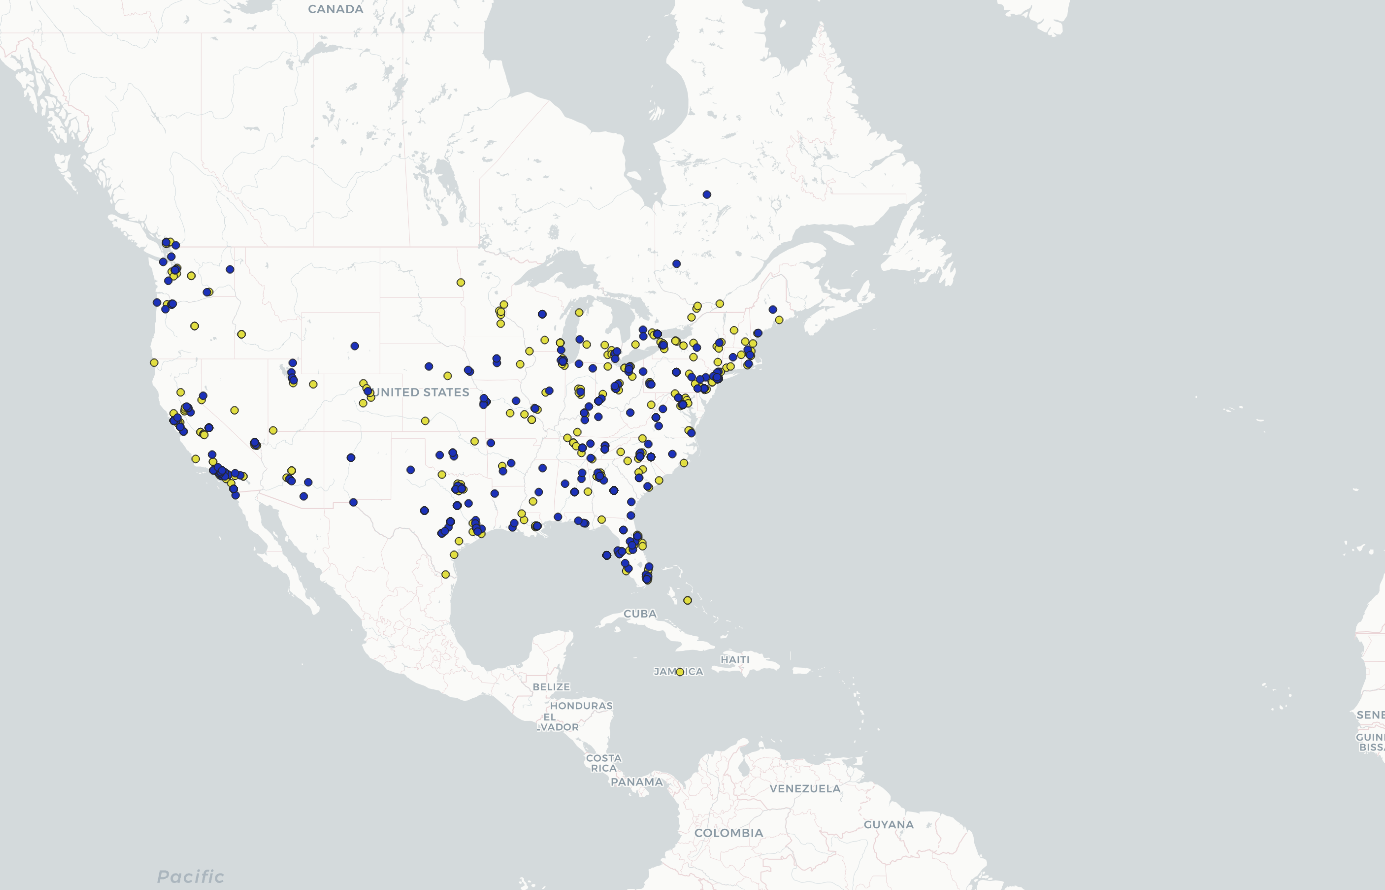 CANADA
UNITED STATES
CUBA
JAMAICA
HAITI
BELIZE
HONDURAS
EL
.VADOR
COSTA
RICA
PANAMA
VENEZUELA
GUYANA
COLOMBIA
SENE
GUIN
BISS
Pacific